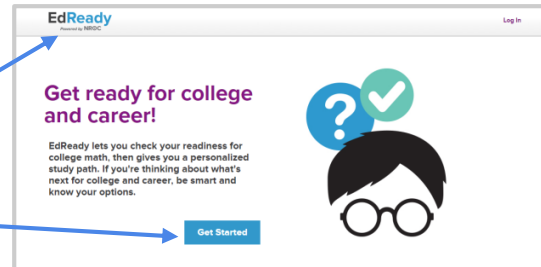 EdReady
Powered by NROC
Log In
?
Get ready for college
and career!
EdReady lets you check your readiness for
college math, then gives you a personalized
study path. If you're thinking about what's
next for college and career, be smart and
know your options.
Get Started